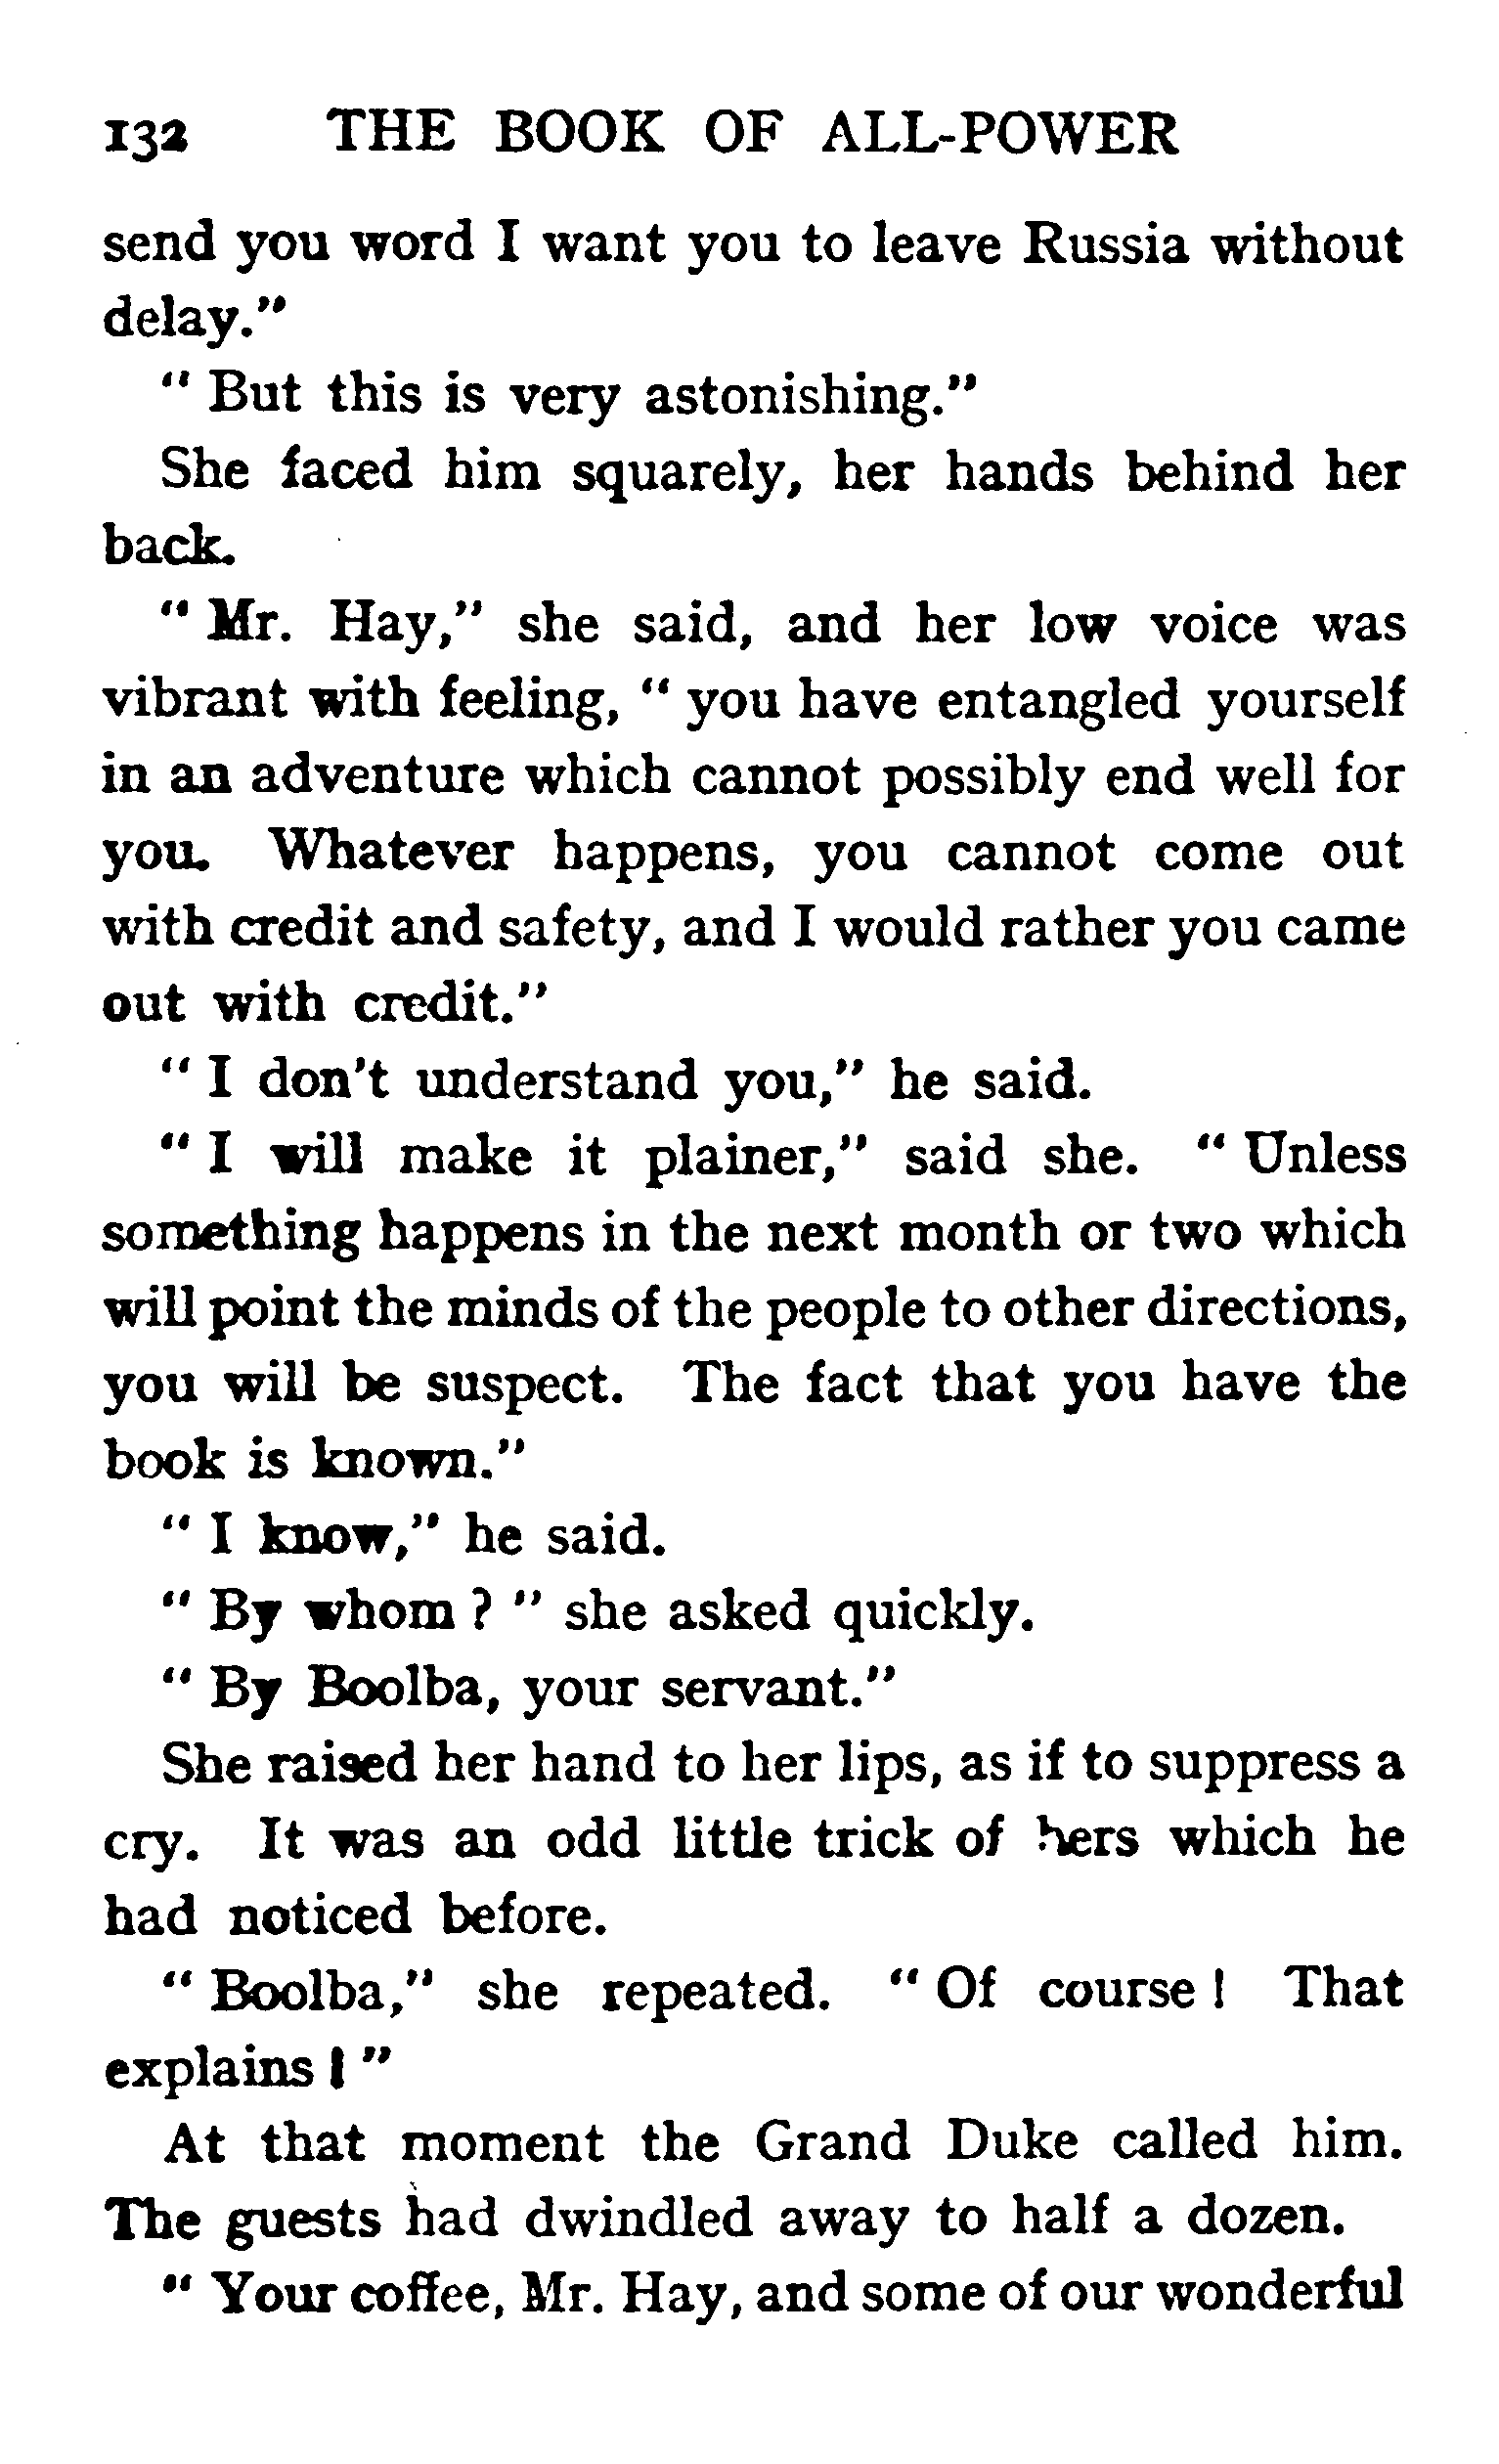 132 THE BOOK OF ALL-POWER
send you word I want you to leave Russia without
delay."
" But this is very astonishing."
She faced him squarely, her hands behind her
back.
" Mr. Hay," she said, and her low voice was
vibrant with feeling, " you have entangled yourself
in an adventure which cannot possibly end well for
you. Whatever happens, you cannot come out
with credit and safety, and I would rather you came
out with credit."
" I don't understand you," he said.
" I will make it plainer," said she. " Unless
something happens in the next month or two which
will point the minds of the people to other directions,
you will be suspect. The fact that you have the
book is known."
" I know," he said.
" By whom ? " she asked quickly.
" By Boolba, your servant."
She raised her hand to her lips, as if to suppress a
cry. It was an odd little trick of hers which he
had noticed before.
" Boolba," she repeated. " Of course ! That
explains ! "
At that moment the Grand Duke called him.
The guests had dwindled away to half a dozen.
" Your coffee, Mr. Hay, and some of our wonderful